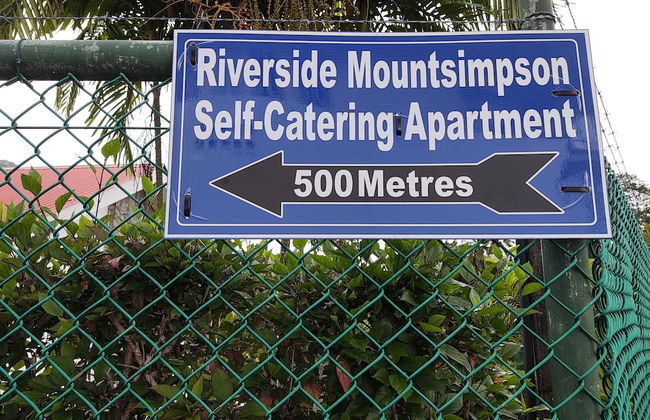 Riverside Mountsimpson
Self-Catering Apartment
500 Metres